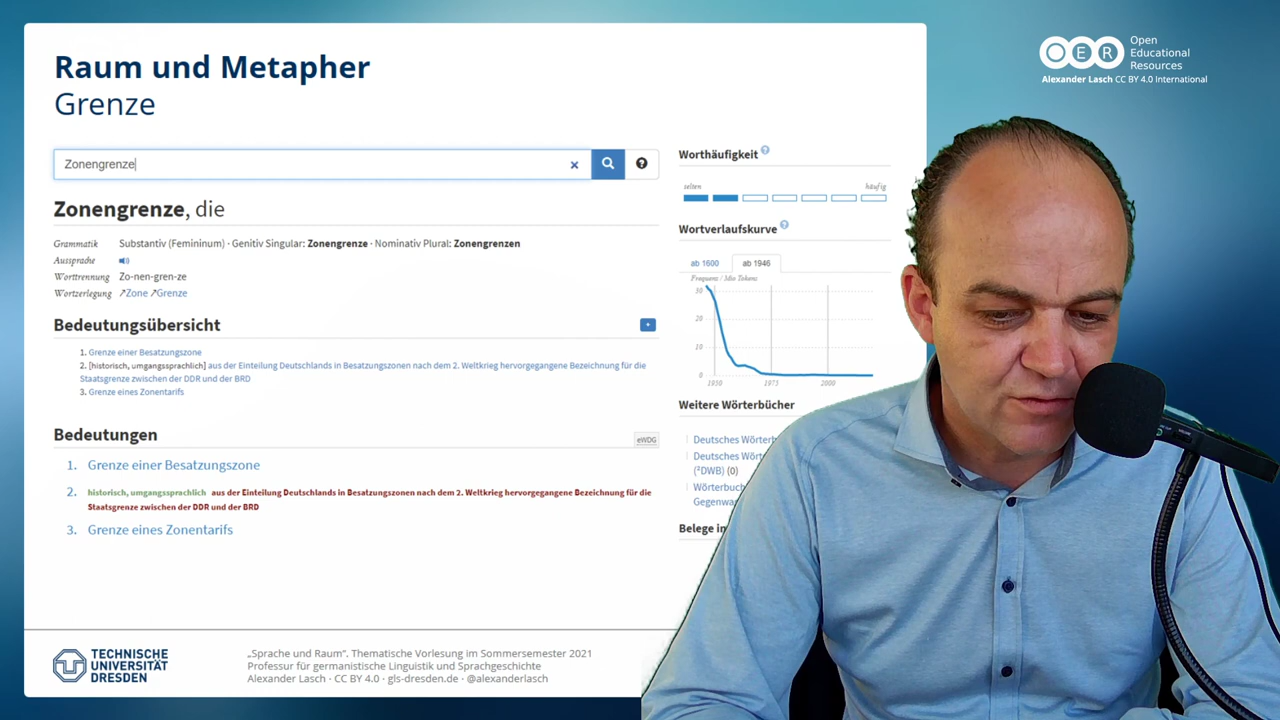 Raum und Metapher
Grenze
Zonengrenze
Zonengrenze, die
Grammatik Substantiv (Femininum) · Genitiv Singular: Zonengrenze · Nominativ Plural: Zonengrenzen
Aussprache
Worttrennung Zo-nen-gren-ze
Wortzerlegung ↗Zone ↗Grenze
Bedeutungsübersicht +
1. Grenze einer Besatzungszone
2. [historisch, umgangssprachlich] aus der Einteilung Deutschlands in Besatzungszonen nach dem 2. Weltkrieg hervorgegangene Bezeichnung für die
Staatsgrenze zwischen der DDR und der BRD
3. Grenze eines Zonentarifs
Bedeutungen eWDG
1. Grenze einer Besatzungszone
2. historisch, umgangssprachlich aus der Einteilung Deutschlands in Besatzungszonen nach dem 2. Weltkrieg hervorgegangene Bezeichnung für die
Staatsgrenze zwischen der DDR und der BRD
3. Grenze eines Zonentarifs
Worthäufigkeit ?
selten häufig
Wortverlaufskurve ?
ab 1600 ab 1946
Frequenz / Mio Tokens
20
10
0
1950 1975 2000
Weitere Wörterbücher
Deutsches
Deutsches
(²DWB) (0)
Belege
TECHNISCHE
UNIVERSITÄT
DRESDEN
„Sprache und Raum“. Thematische Vorlesung im Sommersemester 2021
Professur für germanistische Linguistik und Sprachgeschichte
Alexander Lasch · CC BY 4.0 · gls-dresden.de · @alexanderlasch
OER
Open
Educational
Resources
Alexander Lasch CC BY 4.0 International